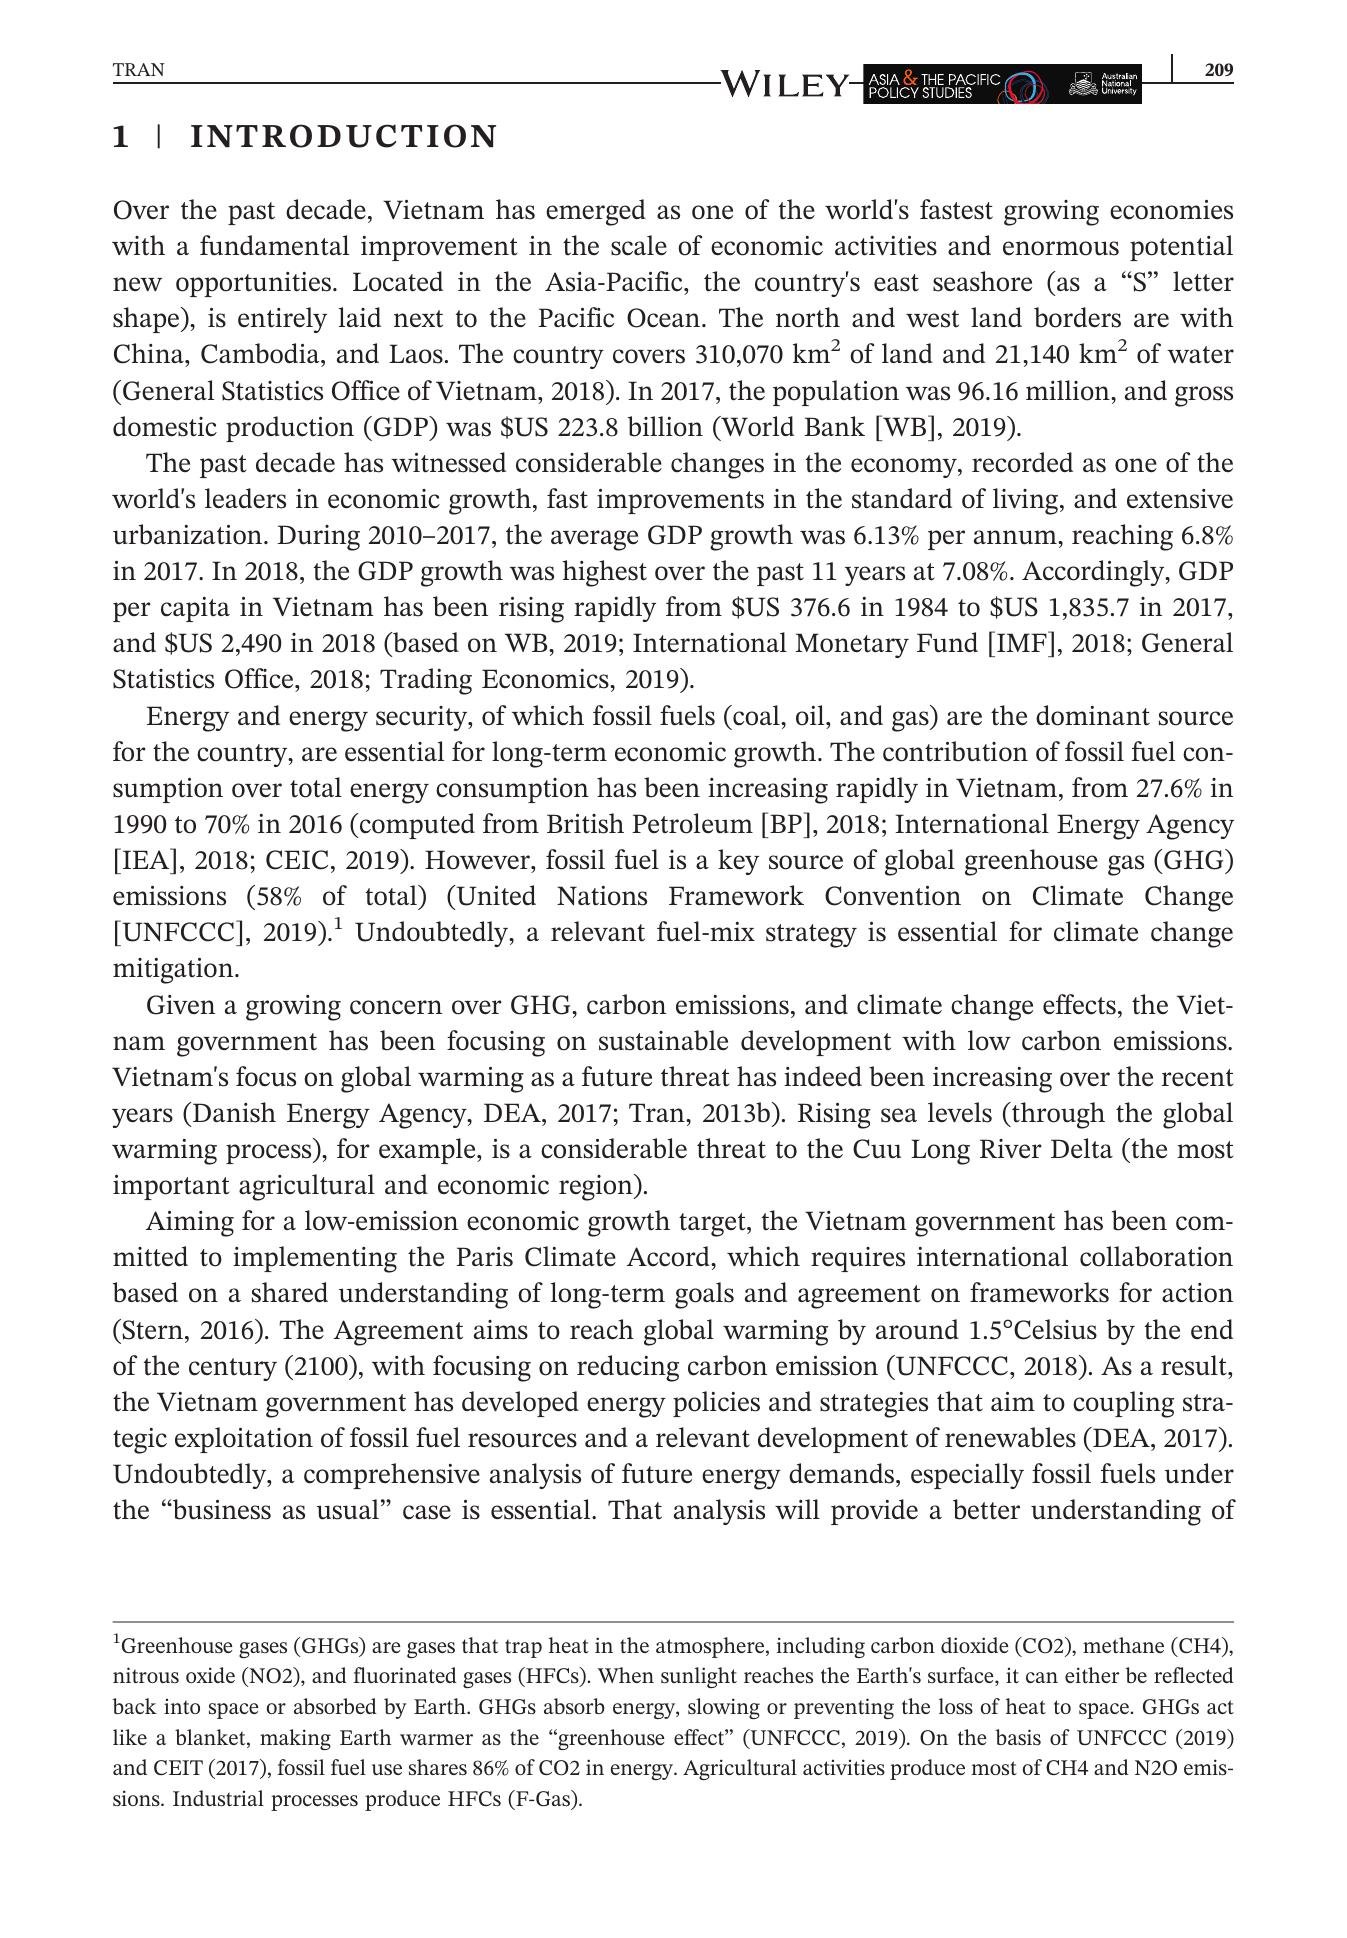 TRAN
WILEY
ASIA & THE PACIFIC
POLICY STUDIES
Australian
National
University
209
1 | INTRODUCTION
Over the past decade, Vietnam has emerged as one of the world's fastest growing economies
with a fundamental improvement in the scale of economic activities and enormous potential
new opportunities. Located in the Asia-Pacific, the country's east seashore (as a “S” letter
shape), is entirely laid next to the Pacific Ocean. The north and west land borders are with
China, Cambodia, and Laos. The country covers 310,070 km² of land and 21,140 km² of water
(General Statistics Office of Vietnam, 2018). In 2017, the population was 96.16 million, and gross
domestic production (GDP) was $US 223.8 billion (World Bank [WB], 2019).
The past decade has witnessed considerable changes in the economy, recorded as one of the
world's leaders in economic growth, fast improvements in the standard of living, and extensive
urbanization. During 2010–2017, the average GDP growth was 6.13% per annum, reaching 6.8%
in 2017. In 2018, the GDP growth was highest over the past 11 years at 7.08%. Accordingly, GDP
per capita in Vietnam has been rising rapidly from $US 376.6 in 1984 to $US 1,835.7 in 2017,
and $US 2,490 in 2018 (based on WB, 2019; International Monetary Fund [IMF], 2018; General
Statistics Office, 2018; Trading Economics, 2019).
Energy and energy security, of which fossil fuels (coal, oil, and gas) are the dominant source
for the country, are essential for long-term economic growth. The contribution of fossil fuel con-
sumption over total energy consumption has been increasing rapidly in Vietnam, from 27.6% in
1990 to 70% in 2016 (computed from British Petroleum [BP], 2018; International Energy Agency
[IEA], 2018; CEIC, 2019). However, fossil fuel is a key source of global greenhouse gas (GHG)
emissions (58% of total) (United Nations Framework Convention on Climate Change
[UNFCCC], 2019).¹ Undoubtedly, a relevant fuel-mix strategy is essential for climate change
mitigation.
Given a growing concern over GHG, carbon emissions, and climate change effects, the Viet-
nam government has been focusing on sustainable development with low carbon emissions.
Vietnam's focus on global warming as a future threat has indeed been increasing over the recent
years (Danish Energy Agency, DEA, 2017; Tran, 2013b). Rising sea levels (through the global
warming process), for example, is a considerable threat to the Cuu Long River Delta (the most
important agricultural and economic region).
Aiming for a low-emission economic growth target, the Vietnam government has been com-
mitted to implementing the Paris Climate Accord, which requires international collaboration
based on a shared understanding of long-term goals and agreement on frameworks for action
(Stern, 2016). The Agreement aims to reach global warming by around 1.5°Celsius by the end
of the century (2100), with focusing on reducing carbon emission (UNFCCC, 2018). As a result,
the Vietnam government has developed energy policies and strategies that aim to coupling stra-
tegic exploitation of fossil fuel resources and a relevant development of renewables (DEA, 2017).
Undoubtedly, a comprehensive analysis of future energy demands, especially fossil fuels under
the “business as usual” case is essential. That analysis will provide a better understanding of
¹Greenhouse gases (GHGs) are gases that trap heat in the atmosphere, including carbon dioxide (CO2), methane (CH4),
nitrous oxide (NO2), and fluorinated gases (HFCs). When sunlight reaches the Earth's surface, it can either be reflected
back into space or absorbed by Earth. GHGs absorb energy, slowing or preventing the loss of heat to space. GHGs act
like a blanket, making Earth warmer as the “greenhouse effect” (UNFCCC, 2019). On the basis of UNFCCC (2019)
and CEIT (2017), fossil fuel use shares 86% of CO2 in energy. Agricultural activities produce most of CH4 and N2O emis-
sions. Industrial processes produce HFCs (F-Gas).